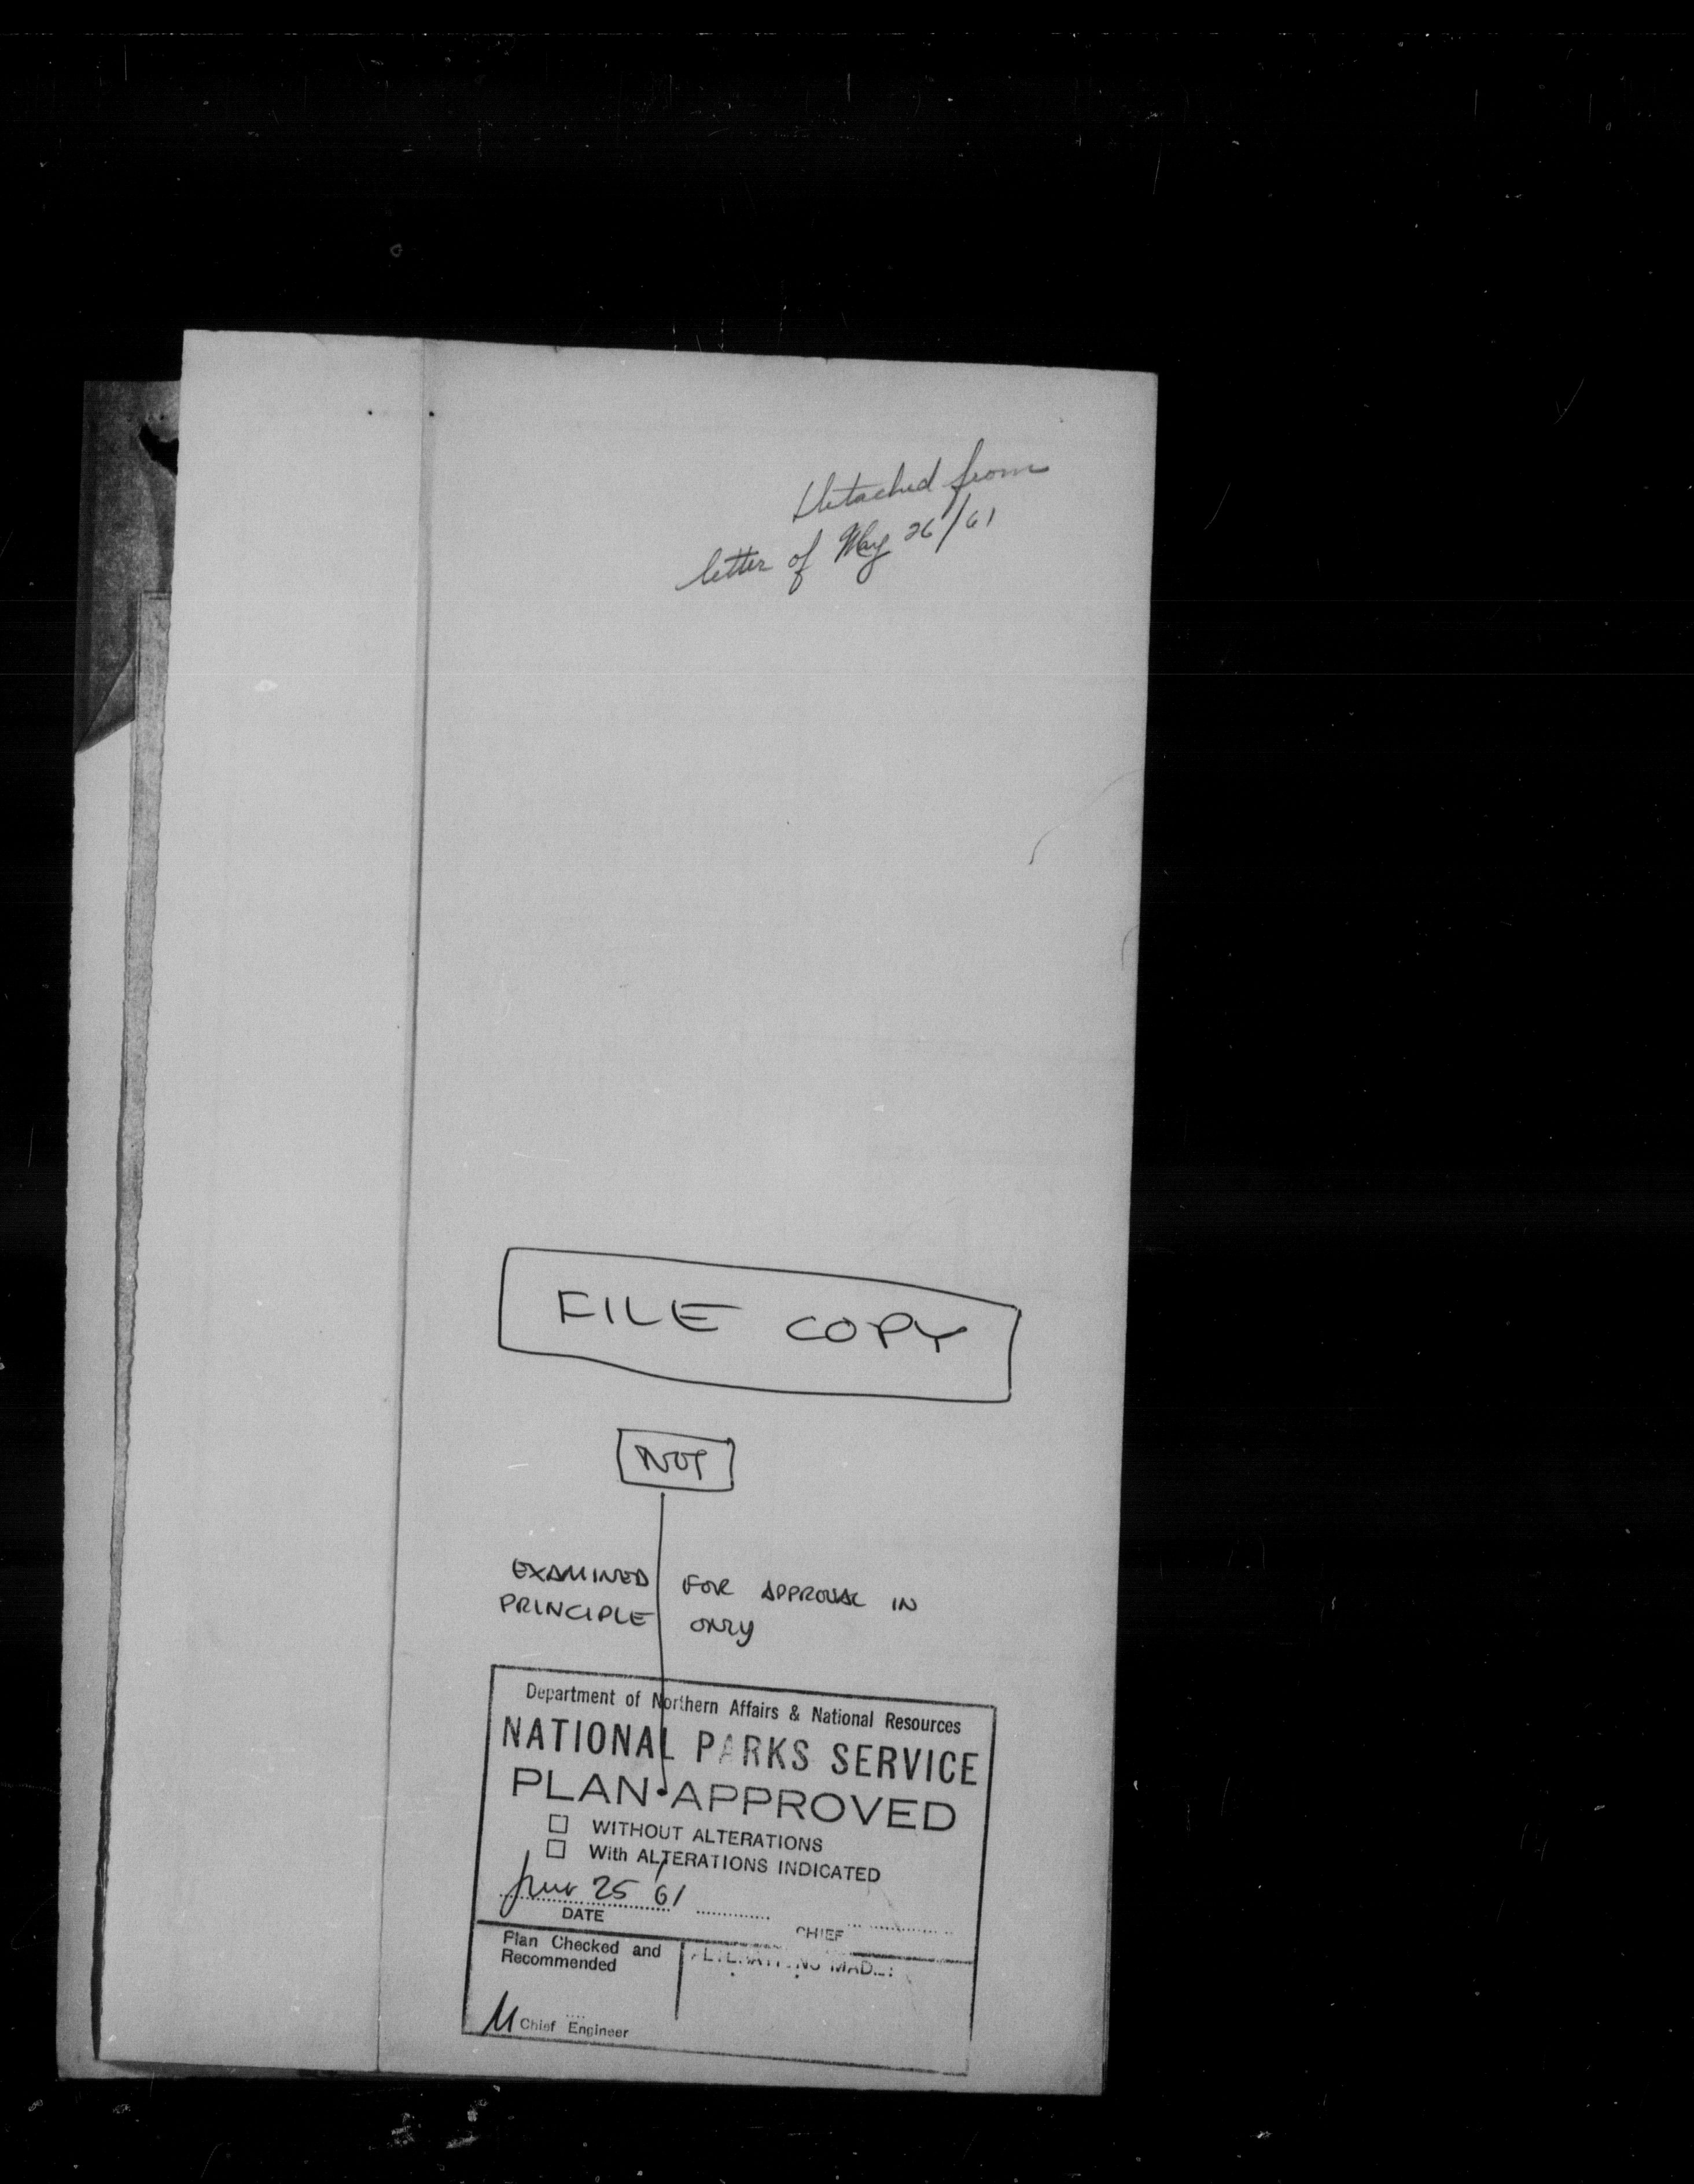 Detached from
letter of May 26/61
FILE COPY
NOT
EXAMINED FOR APPROVAL IN
PRINCIPLE ONLY
Department of Northern Affairs & National Resources
NATIONAL PARKS SERVICE
PLAN • APPROVED
☐ WITHOUT ALTERATIONS
☐ With ALTERATIONS INDICATED
25 / 61
DATE
CHIEF
Plan Checked and
Recommended
ALTERATIONS MADE:
Chief Engineer